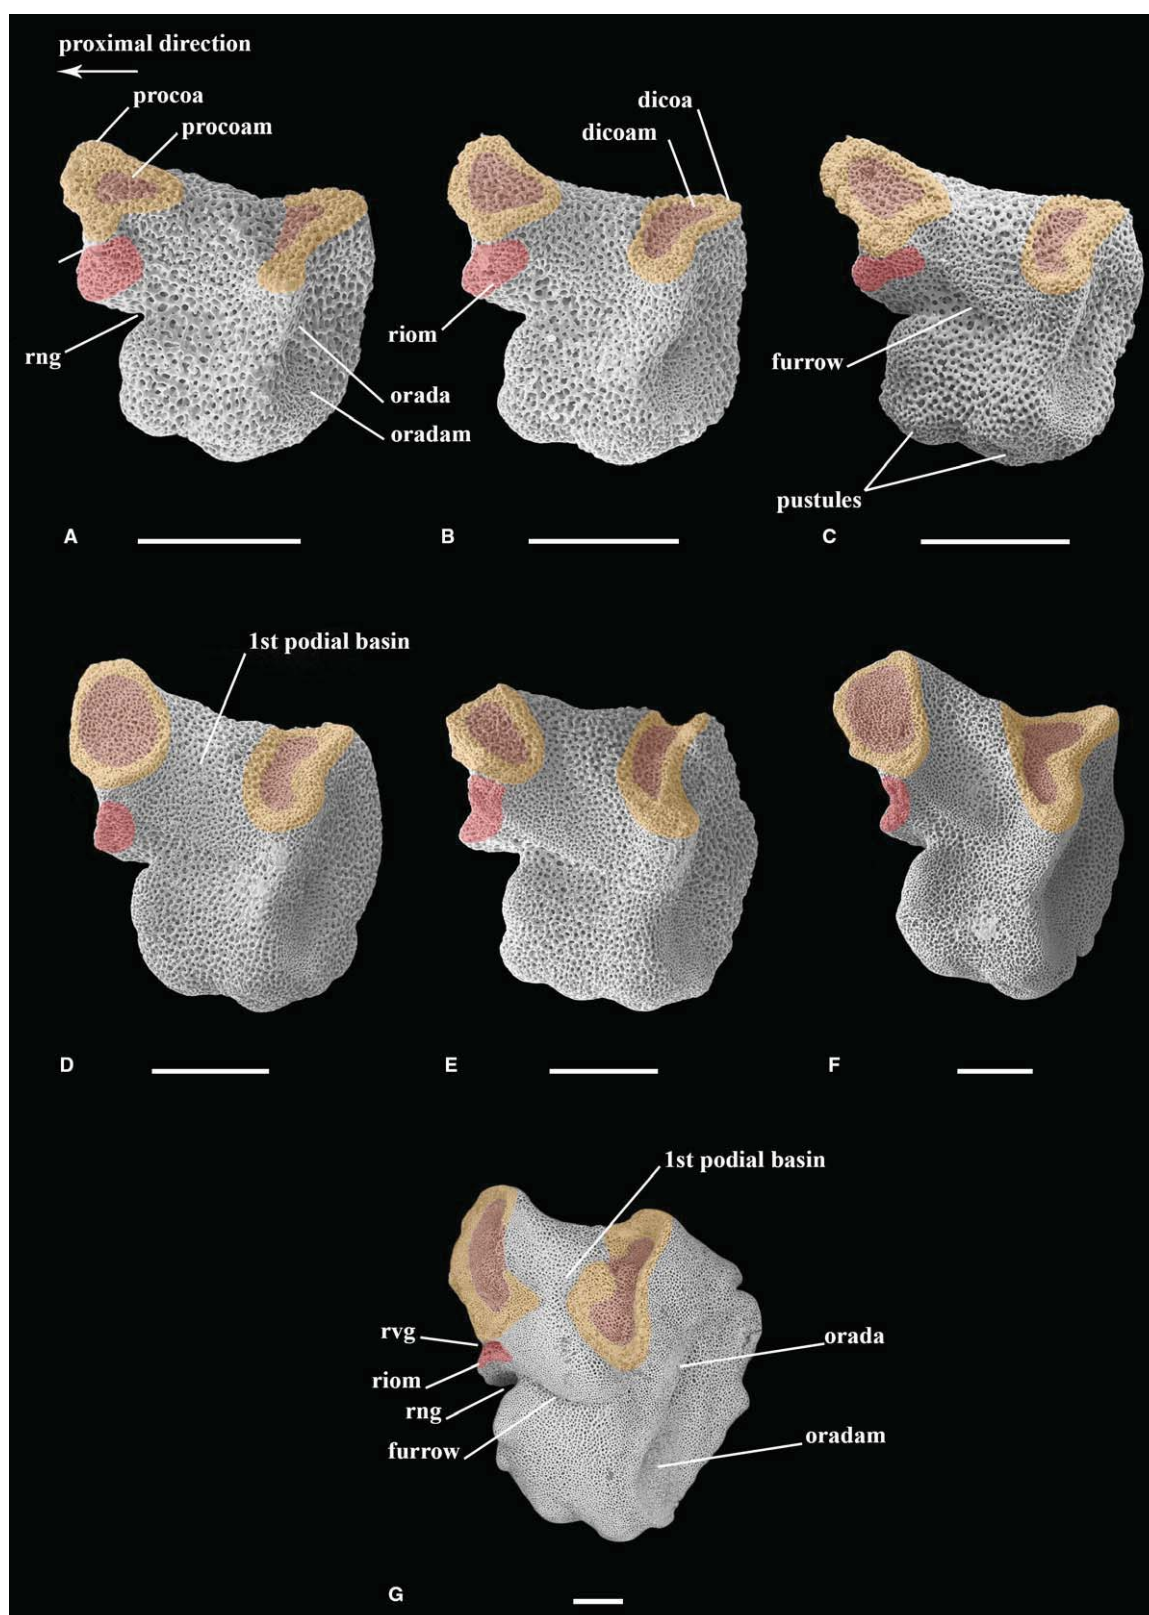 proximal direction
procoa
procoam
dicoa
dicoam
rng
riom
orada
oradam
furrow
pustules
A
B
C
1st podial basin
D
E
F
1st podial basin
rvg
riom
rng
furrow
orada
oradam
G